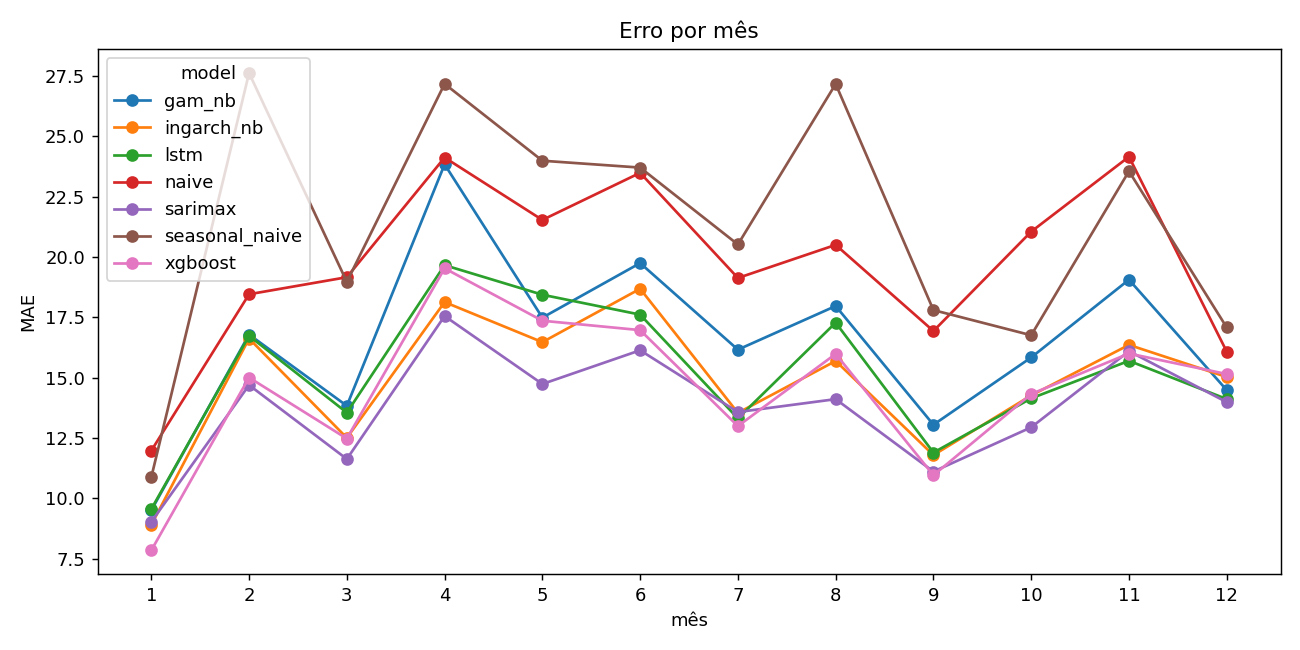 Erro por mês
model
gam_nb
ingarch_nb
lstm
naive
sarimax
seasonal_naive
xgboost
MAE
27.5
25.0
22.5
20.0
17.5
15.0
12.5
10.0
7.5
1 2 3 4 5 6 7 8 9 10 11 12
mês